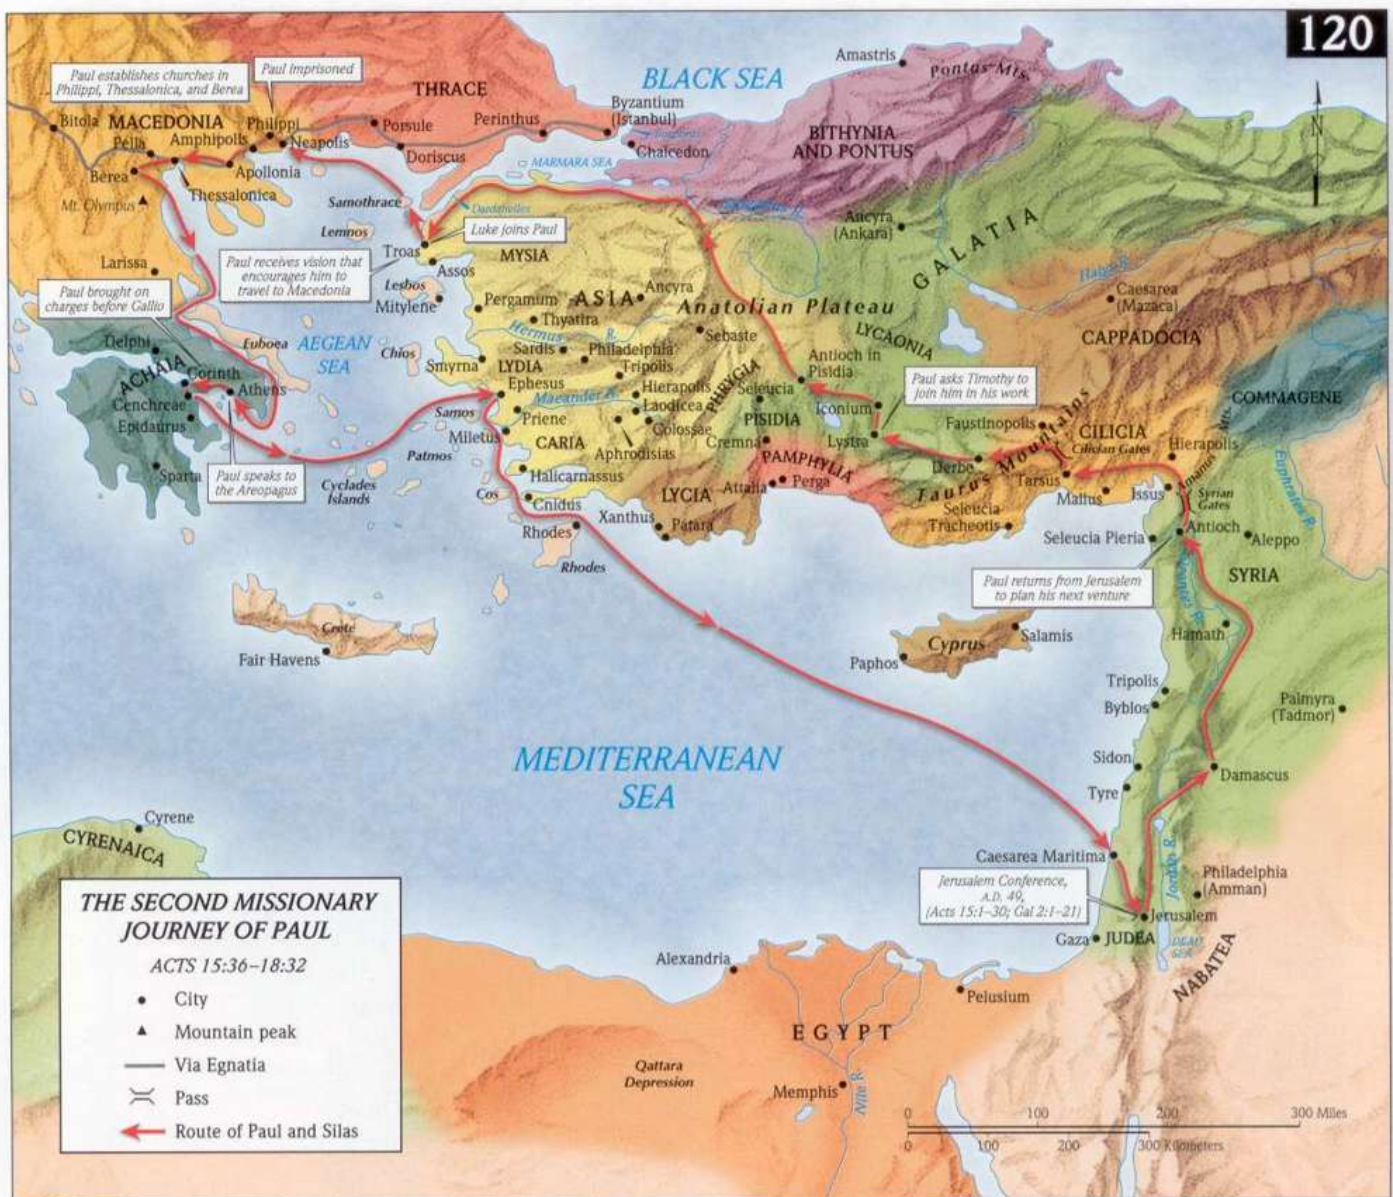 120
Amastris
Pontus Mts.
BLACK SEA
Paul establishes churches in
Philippi, Thessalonica, and Berea
Paul imprisoned
THRACE
Byzantium
(Istanbul)
Bitola
MACEDONIA
Philippi
Porsule
Perinthus
BITHYNIA
AND PONTUS
Pella
Amphipolis
Neapolis
Doriscus
Chalcedon
MARMARA SEA
Berea
Apollonia
Thessalonica
Mt. Olympus
Samothrace
Dardanelles
Ancyra
(Ankara)
GALATIA
Lemnos
Luke joins Paul
Troas
MYSIA
Larissa
Paul receives vision that
encourages him to
travel to Macedonia
Assos
Lesbos
Mitylene
Halys R.
Paul brought on
charges before Gallio
Pergamum
ASIA
Ancyra
Anatolian Plateau
Caesarea
(Mazaca)
Thyatira
Hermus R.
Sebaste
LYCAONIA
CAPPADOCIA
Delphi
Euboea
AEGEAN
SEA
Chios
Sardis
Philadelphia
Smyrna
LYDIA
Tripolis
Antioch in
Pisidia
ACHAIA
Corinth
Athens
Ephesus
Hierapolis
PHRYGIA
Seleucia
Paul asks Timothy to
join him in his work
COMMAGENE
Cenchreae
Maeander R.
Laodicea
Iconium
Epidaurus
Samos
Priene
Colossae
PISIDIA
Faustinopolis
Miletus
CARIA
Aphrodisias
Cremna
Lystra
CILICIA
Cilician Gates
Hierapolis
Patmos
PAMPHYLIA
Derbe
Taurus Mountains
Sparta
Paul speaks to
the Areopagus
Cyclades
Islands
Halicarnassus
LYCIA
Attalia
Perga
Tarsus
Mallus
Issus
Amanus Mts.
Syrian
Gates
Euphrates R.
Cos
Cnidus
Xanthus
Patara
Seleucia
Tracheotis
Rhodes
Seleucia Pieria
Antioch
Aleppo
Rhodes
Paul returns from Jerusalem
to plan his next venture
Orontes R.
SYRIA
Crete
Fair Havens
Cyprus
Salamis
Paphos
Hamath
Tripolis
Byblos
Palmyra
(Tadmor)
MEDITERRANEAN
SEA
Sidon
Damascus
Tyre
Cyrene
CYRENAICA
Caesarea Maritima
Jordan R.
Philadelphia
(Amman)
Jerusalem Conference,
A.D. 49,
(Acts 15:1–30; Gal 2:1–21)
Jerusalem
Gaza
JUDEA
DEAD
SEA
NABATEA
Alexandria
Pelusium
EGYPT
Qattara
Depression
Memphis
Nile R.
THE SECOND MISSIONARY
JOURNEY OF PAUL
ACTS 15:36–18:32
City
Mountain peak
Via Egnatia
Pass
Route of Paul and Silas
N
0 100 200 300 Miles
0 100 200 300 Kilometers